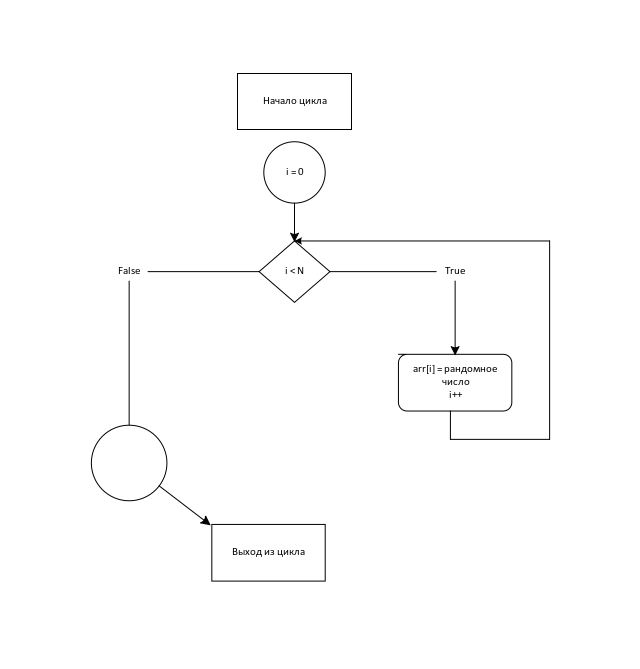 Начало цикла
i = 0
i < N
False
True
arr[i] = рандомное
число
i++
Выход из цикла